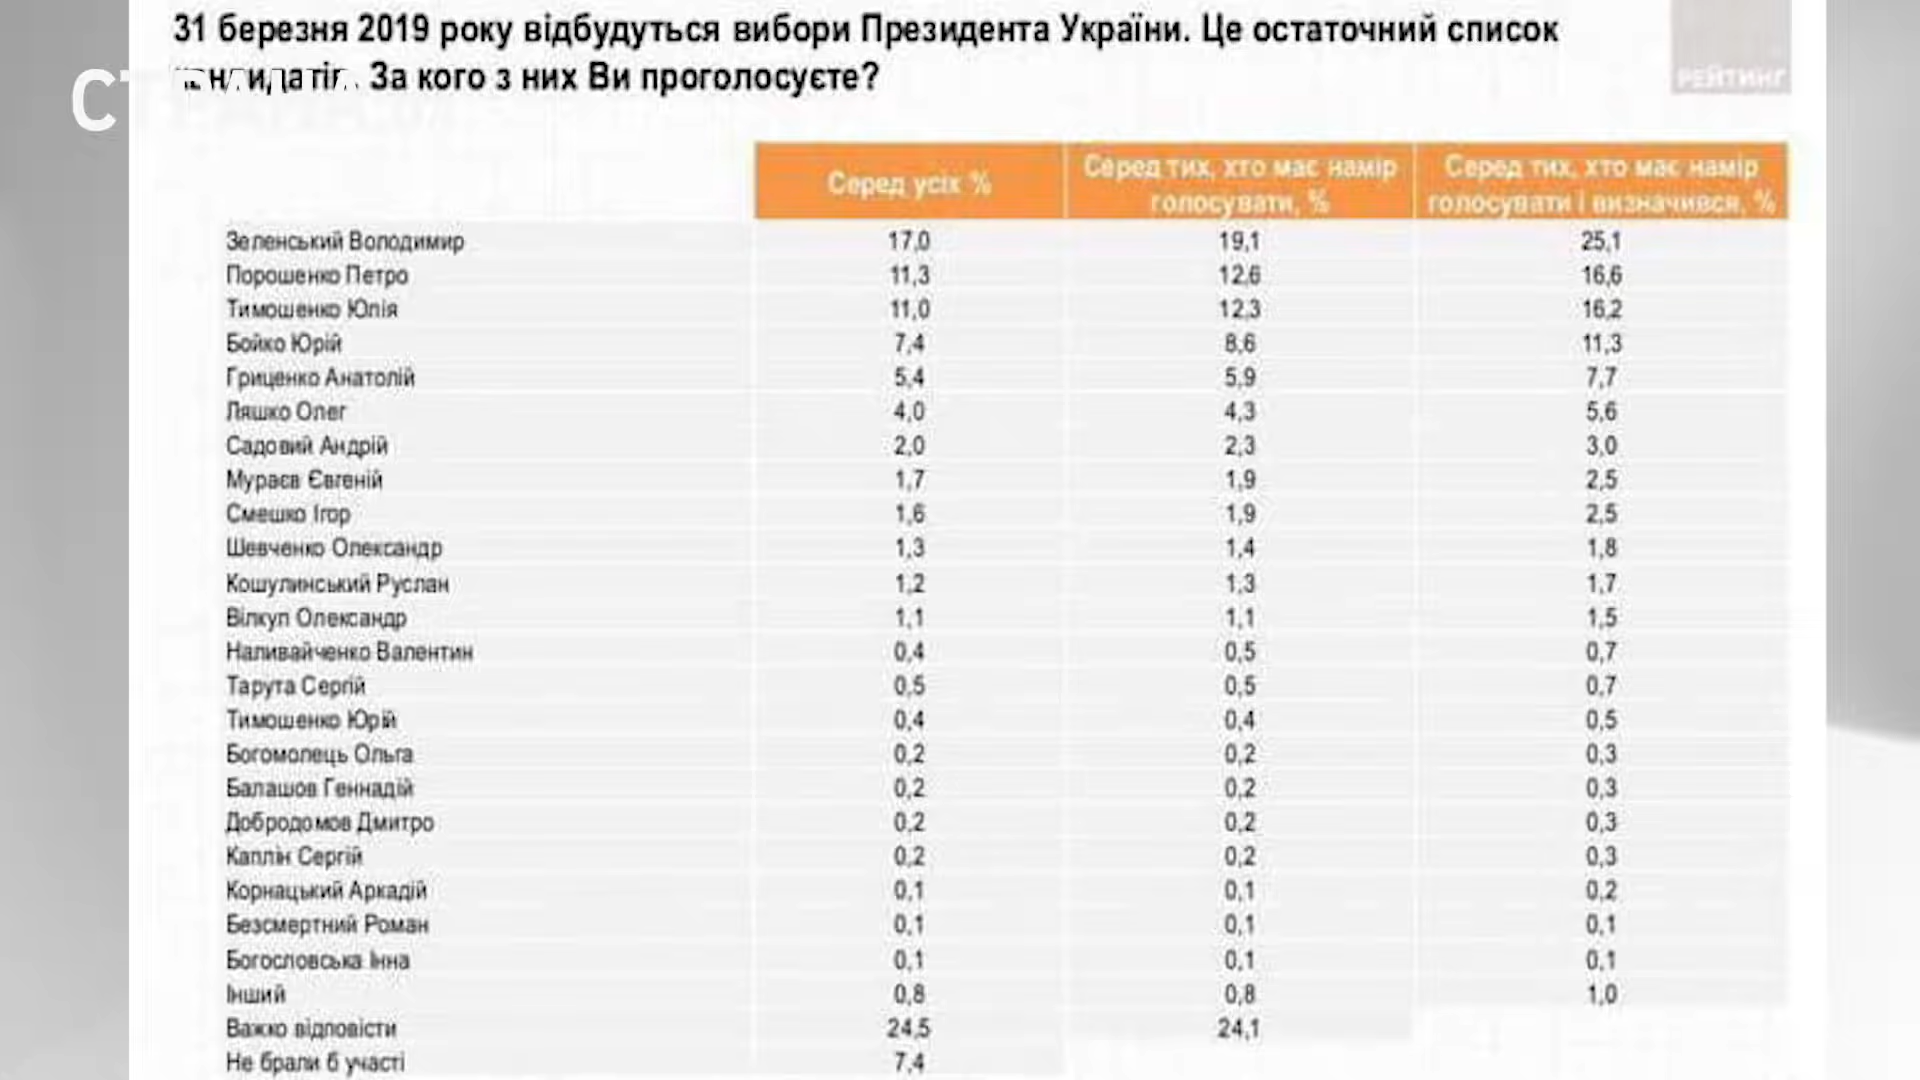 31 березня 2019 року відбудуться вибори Президента України. Це остаточний список
кандидатів. За кого з них Ви проголосуєте?
СТРАНА.ua
РЕЙТИНГ
Серед усіх % Серед тих, хто має намір голосувати, % Серед тих, хто має намір голосувати і визначився, %
Зеленський Володимир 17,0 19,1 25,1
Порошенко Петро 11,3 12,6 16,6
Тимошенко Юлія 11,0 12,3 16,2
Бойко Юрій 7,4 8,6 11,3
Гриценко Анатолій 5,4 5,9 7,7
Ляшко Олег 4,0 4,3 5,6
Садовий Андрій 2,0 2,3 3,0
Мураєв Євгеній 1,7 1,9 2,5
Смешко Ігор 1,6 1,9 2,5
Шевченко Олександр 1,3 1,4 1,8
Кошулинський Руслан 1,2 1,3 1,7
Вілкул Олександр 1,1 1,1 1,5
Наливайченко Валентин 0,4 0,5 0,7
Тарута Сергій 0,5 0,5 0,7
Тимошенко Юрій 0,4 0,4 0,5
Богомолець Ольга 0,2 0,2 0,3
Балашов Геннадій 0,2 0,2 0,3
Добродомов Дмитро 0,2 0,2 0,3
Каплін Сергій 0,2 0,2 0,3
Корнацький Аркадій 0,1 0,1 0,2
Безсмертний Роман 0,1 0,1 0,1
Богословська Інна 0,1 0,1 0,1
Інший 0,8 0,8 1,0
Важко відповісти 24,5 24,1
Не брали б участі 7,4